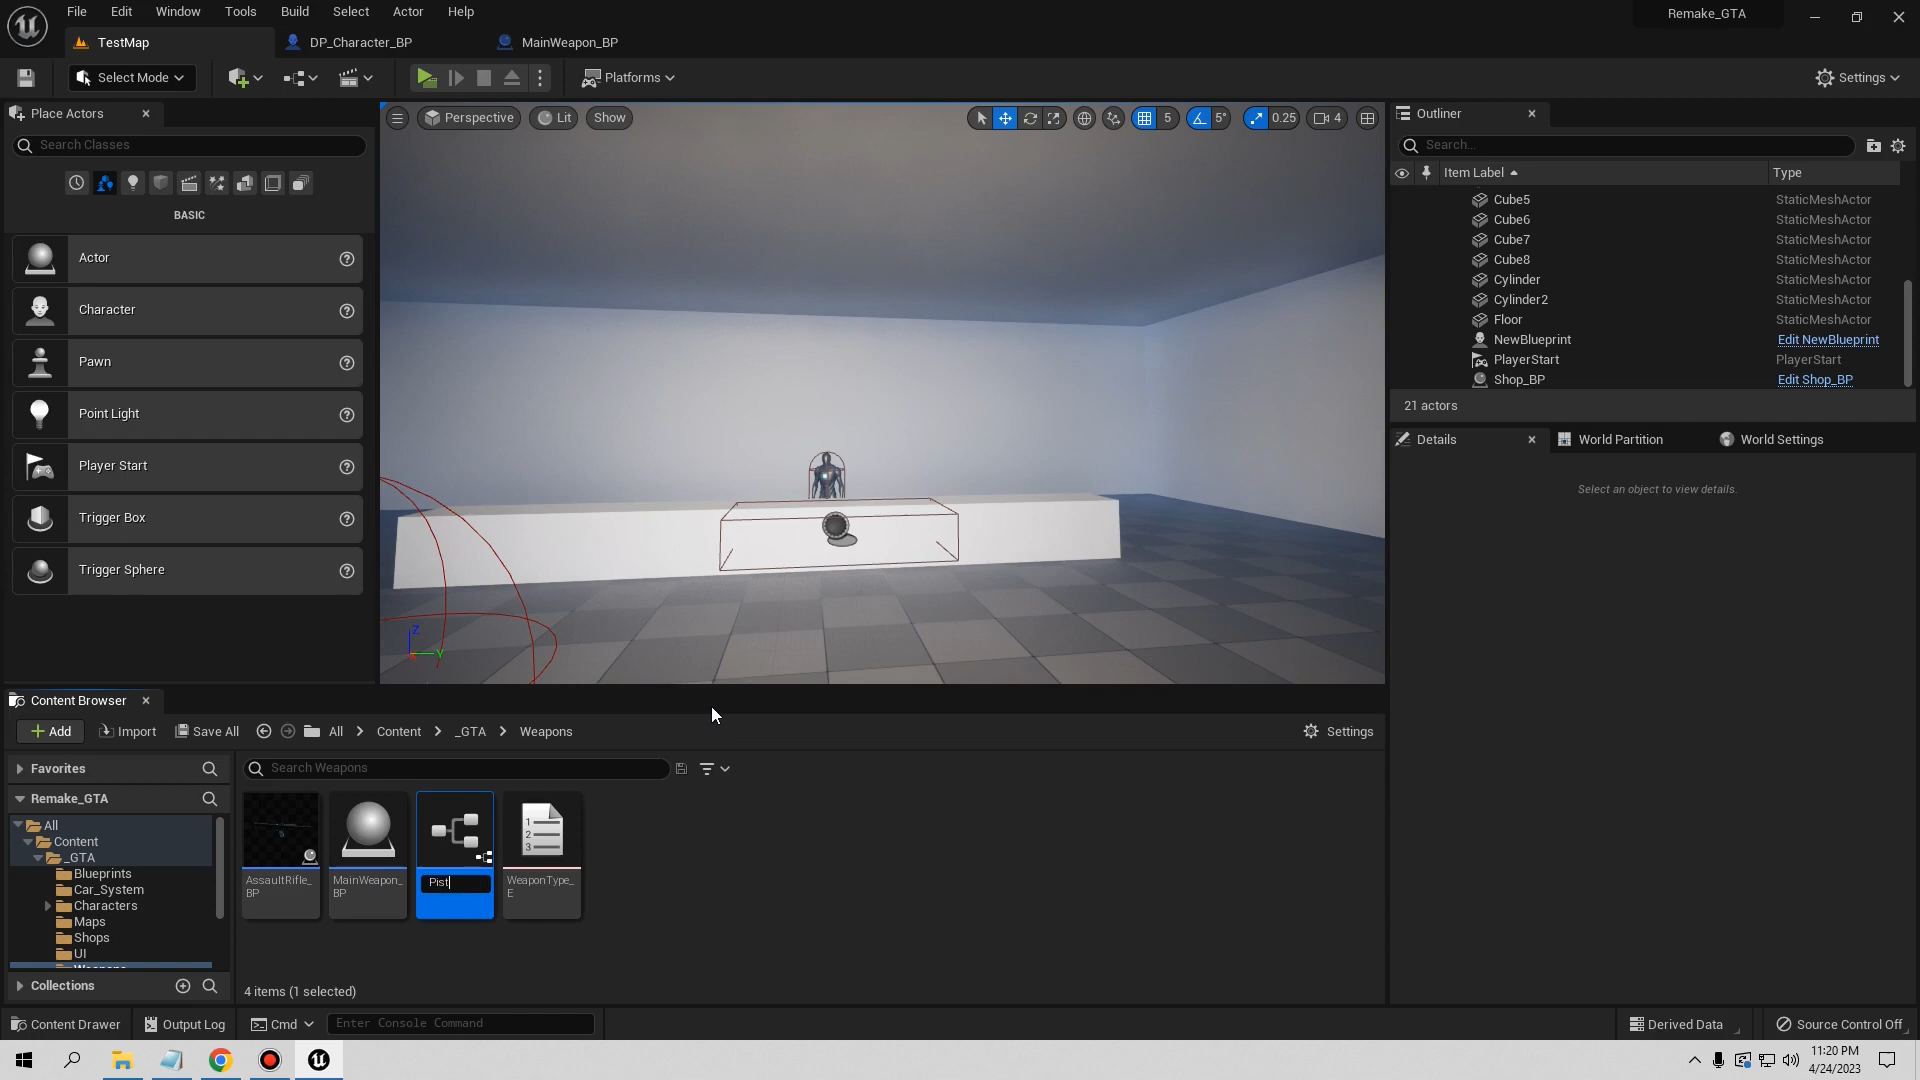 File Edit Window Tools Build Select Actor Help
Remake_GTA
TestMap DP_Character_BP MainWeapon_BP
Select Mode Platforms Settings
Place Actors
Search Classes
BASIC
Actor
Character
Pawn
Point Light
Player Start
Trigger Box
Trigger Sphere
Perspective Lit Show 5 5° 0.25 4
Z
Y
Outliner
Search...
Item Label Type
Cube5 StaticMeshActor
Cube6 StaticMeshActor
Cube7 StaticMeshActor
Cube8 StaticMeshActor
Cylinder StaticMeshActor
Cylinder2 StaticMeshActor
Floor StaticMeshActor
NewBlueprint Edit NewBlueprint
PlayerStart PlayerStart
Shop_BP Edit Shop_BP
21 actors
Details World Partition World Settings
Select an object to view details.
Content Browser
Add Import Save All All Content _GTA Weapons Settings
Favorites
Remake_GTA
All
Content
_GTA
Blueprints
Car_System
Characters
Maps
Shops
UI
Weapons
Collections
Search Weapons
AssaultRifle_
BP
MainWeapon_
BP
Pist
WeaponType_
E
4 items (1 selected)
Content Drawer Output Log Cmd Enter Console Command Derived Data Source Control Off
11:20 PM
4/24/2023